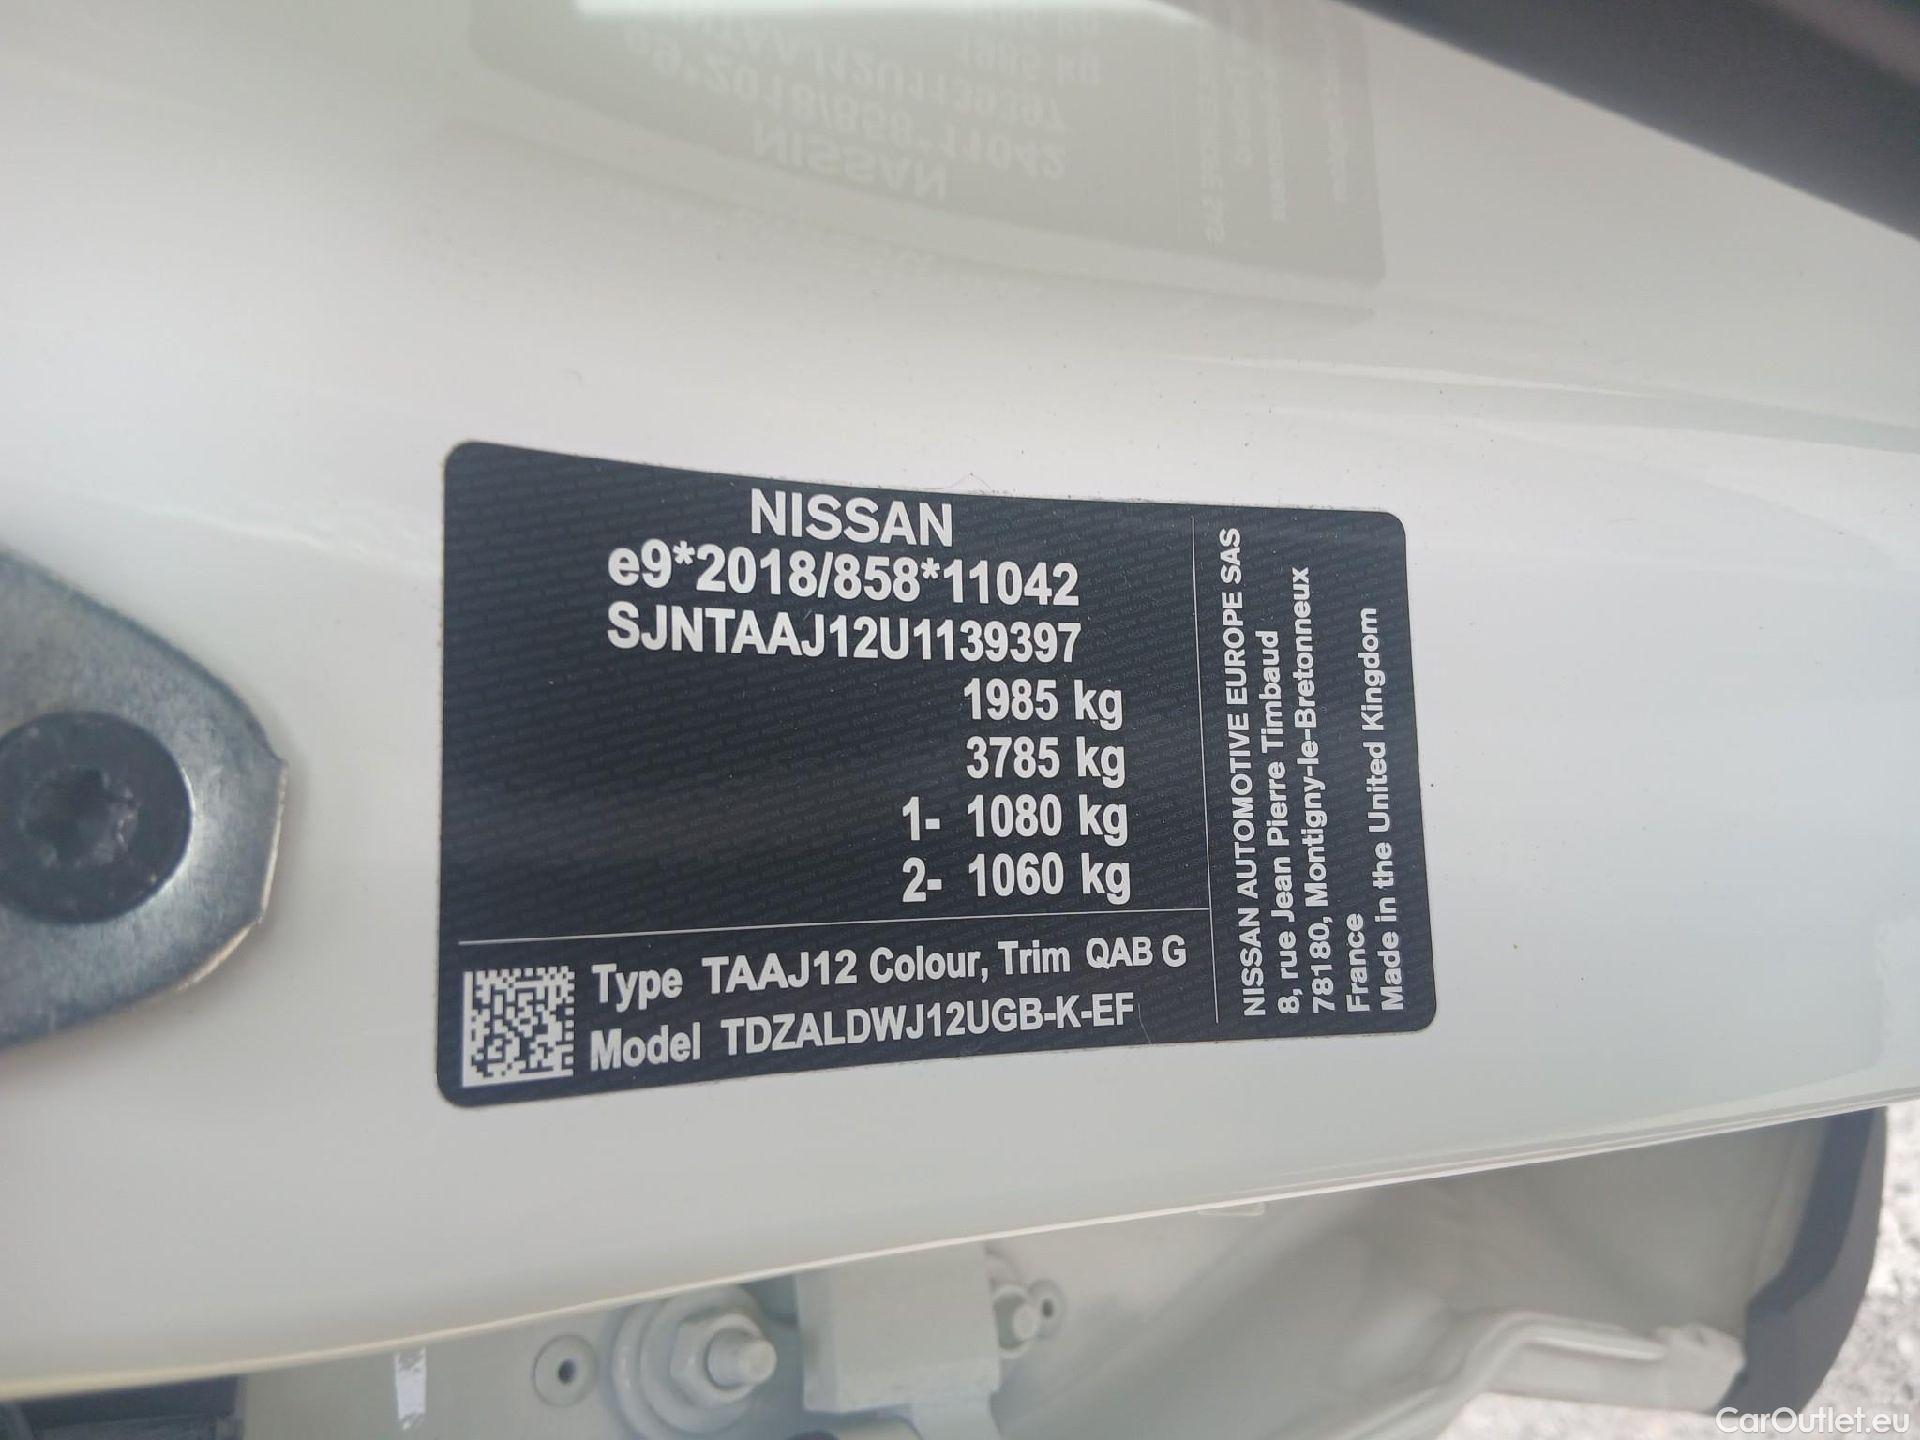 NISSAN
e9*2018/858*11042
SJNTAAJ12U1139397
1985 kg
3785 kg
1- 1080 kg
2- 1060 kg
Type TAAJ12 Colour, Trim QAB G
Model TDZALDWJ12UGB-K-EF
NISSAN AUTOMOTIVE EUROPE SAS
8, rue Jean Pierre Timbaud
78180, Montigny-le-Bretonneux
France
Made in the United Kingdom
CarOutlet.eu